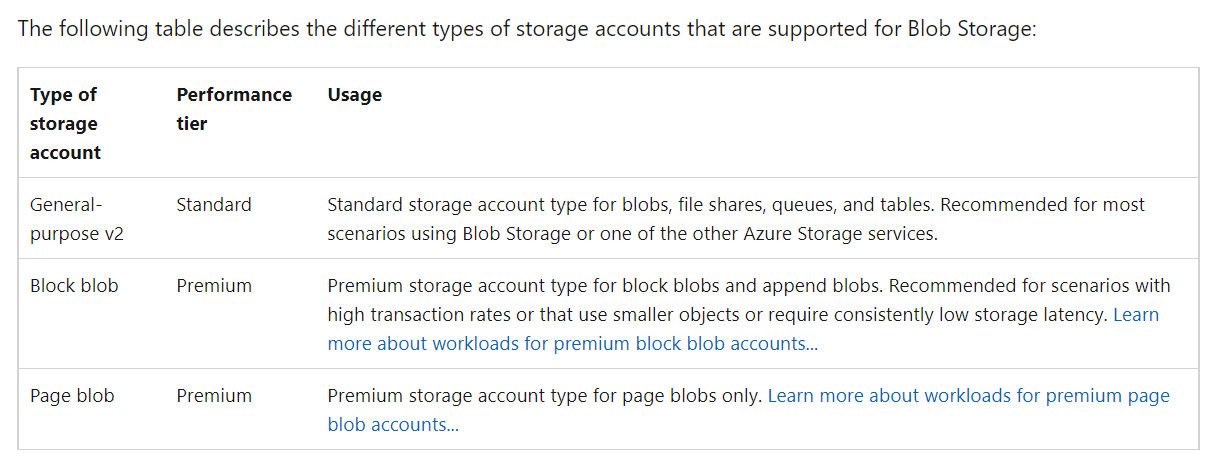 The following table describes the different types of storage accounts that are supported for Blob Storage:
Type of
storage
account
Performance
tier
Usage
General-
purpose v2
Standard
Standard storage account type for blobs, file shares, queues, and tables. Recommended for most
scenarios using Blob Storage or one of the other Azure Storage services.
Block blob
Premium
Premium storage account type for block blobs and append blobs. Recommended for scenarios with
high transaction rates or that use smaller objects or require consistently low storage latency. Learn
more about workloads for premium block blob accounts...
Page blob
Premium
Premium storage account type for page blobs only. Learn more about workloads for premium page
blob accounts...